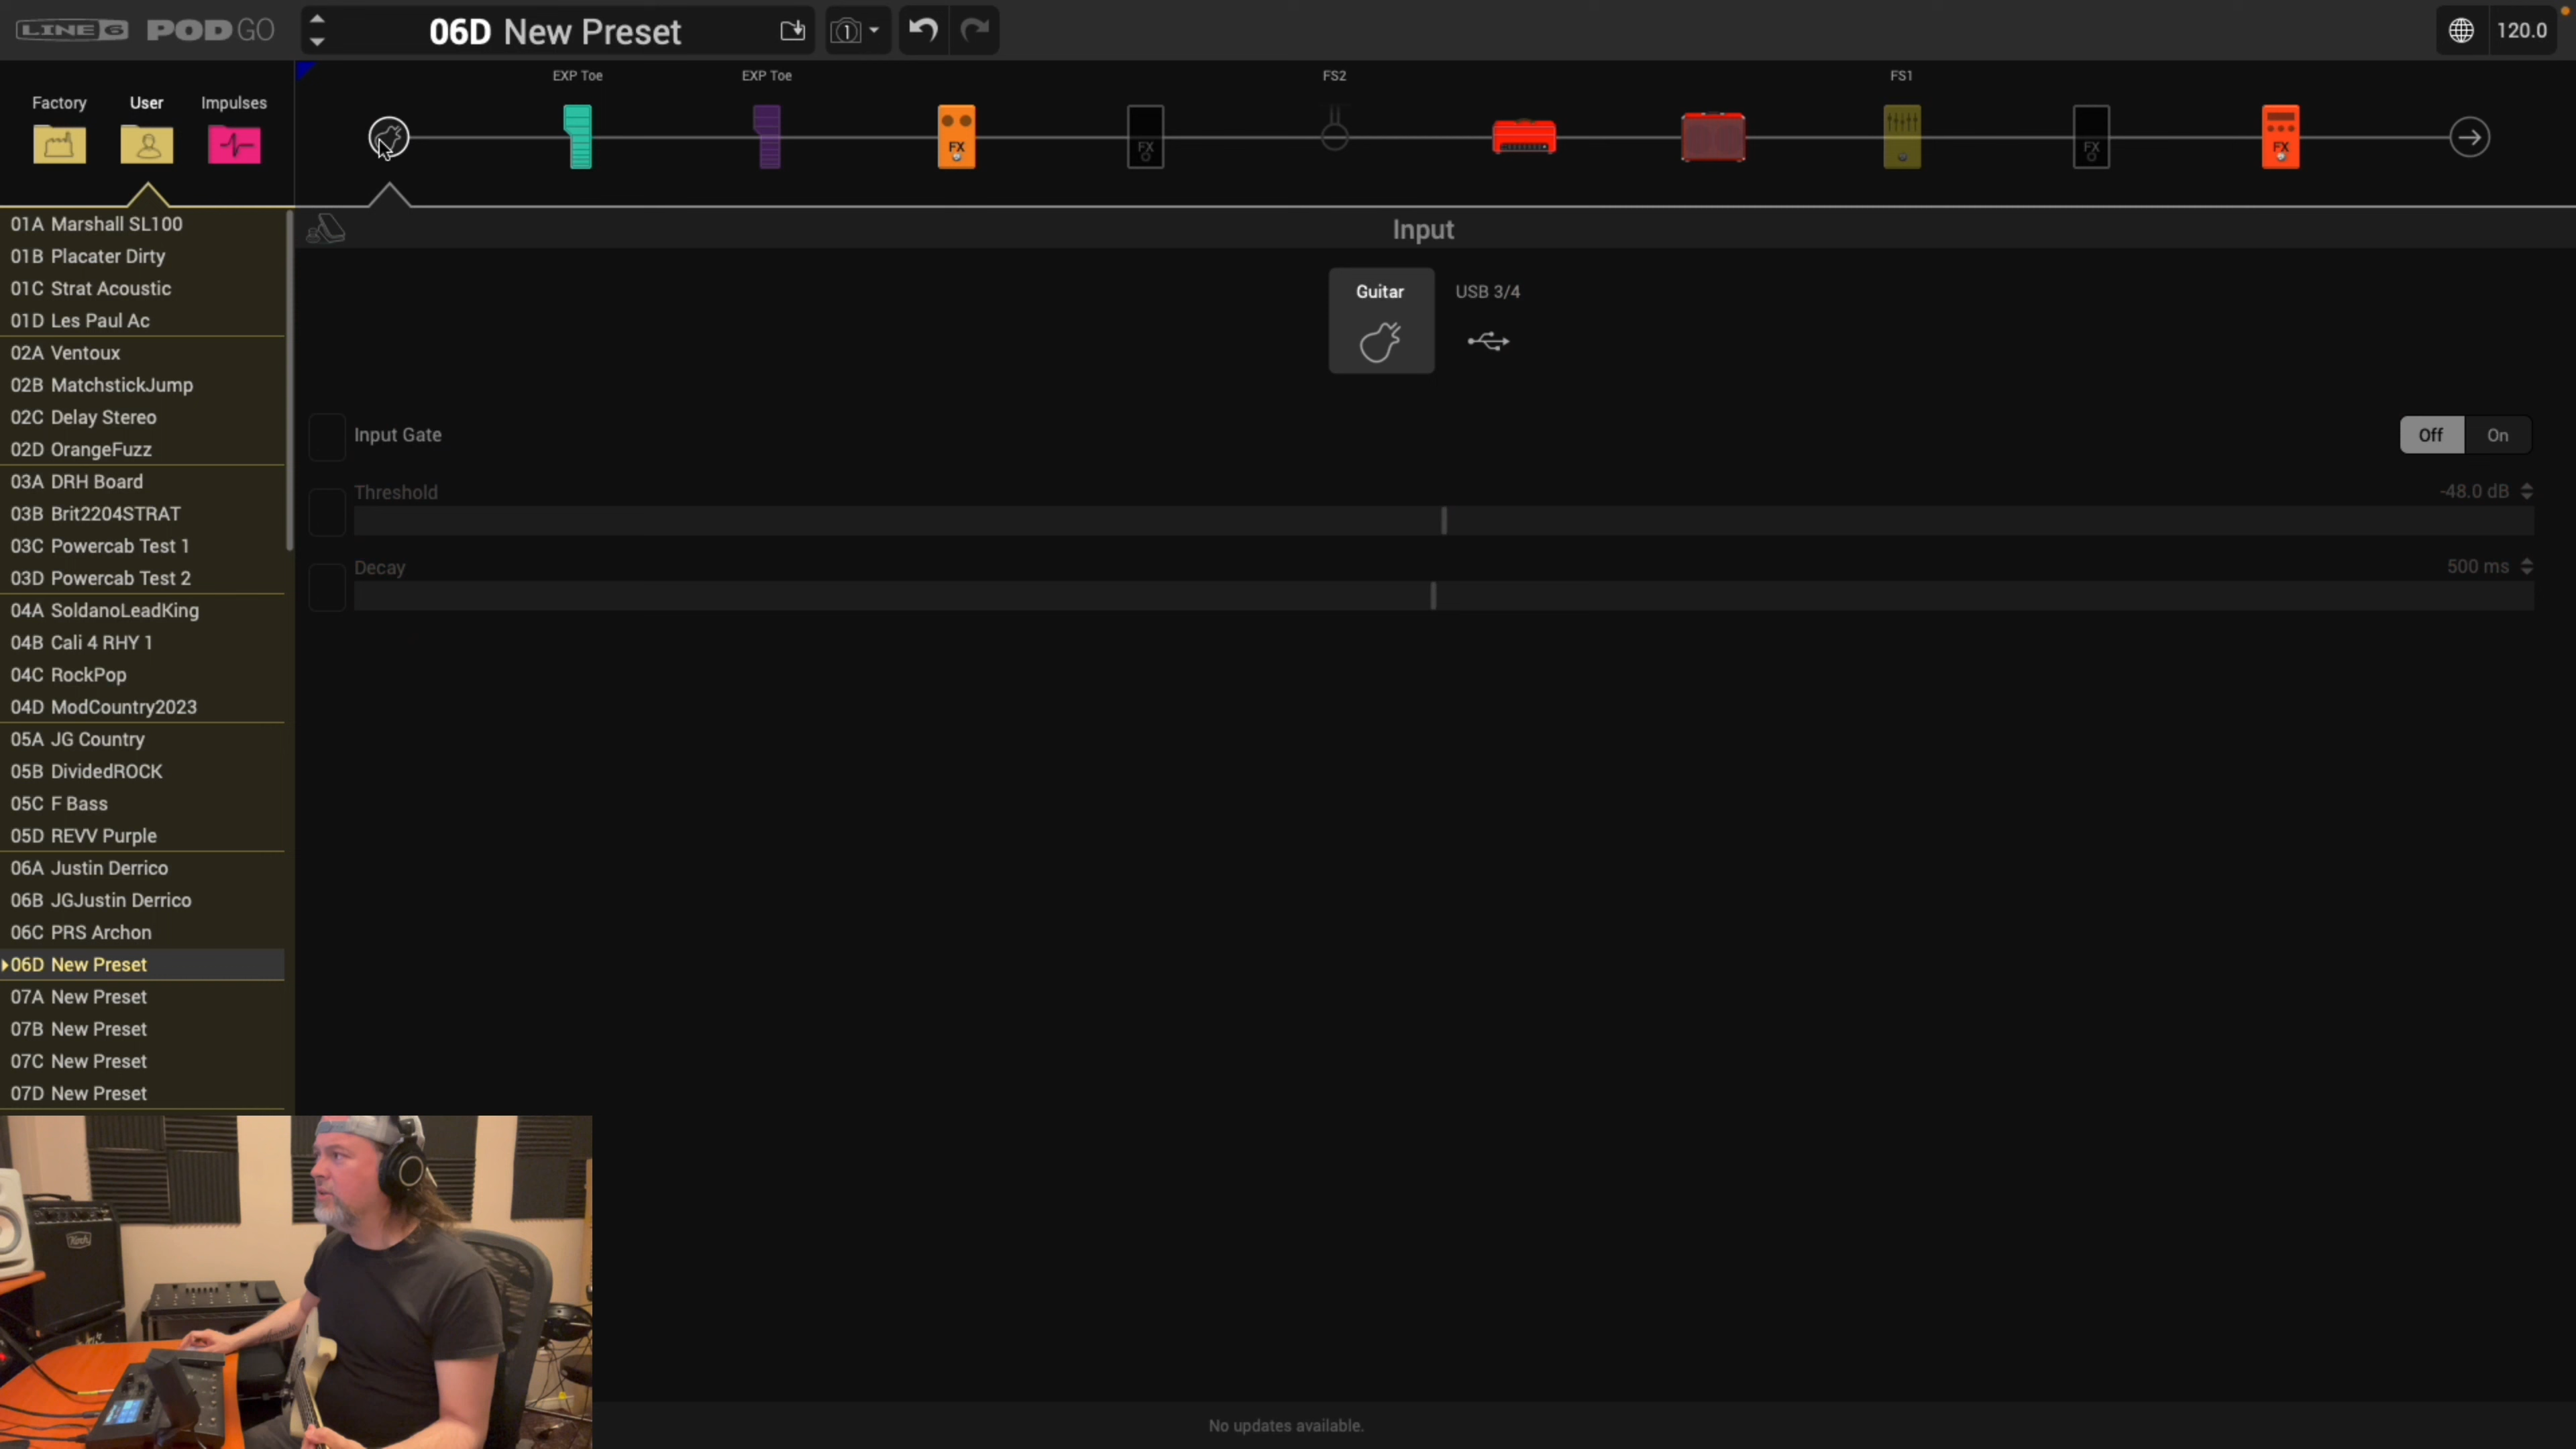 LINE 6 POD GO
06D New Preset
1
120.0
Factory
User
Impulses
EXP Toe
EXP Toe
FS2
FS1
FX
FX
FX
FX
Input
Guitar
USB 3/4
Input Gate
Off
On
Threshold
-48.0 dB
Decay
500 ms
01A Marshall SL100
01B Placater Dirty
01C Strat Acoustic
01D Les Paul Ac
02A Ventoux
02B MatchstickJump
02C Delay Stereo
02D OrangeFuzz
03A DRH Board
03B Brit2204STRAT
03C Powercab Test 1
03D Powercab Test 2
04A SoldanoLeadKing
04B Cali 4 RHY 1
04C RockPop
04D ModCountry2023
05A JG Country
05B DividedROCK
05C F Bass
05D REVV Purple
06A Justin Derrico
06B JGJustin Derrico
06C PRS Archon
06D New Preset
07A New Preset
07B New Preset
07C New Preset
07D New Preset
No updates available.